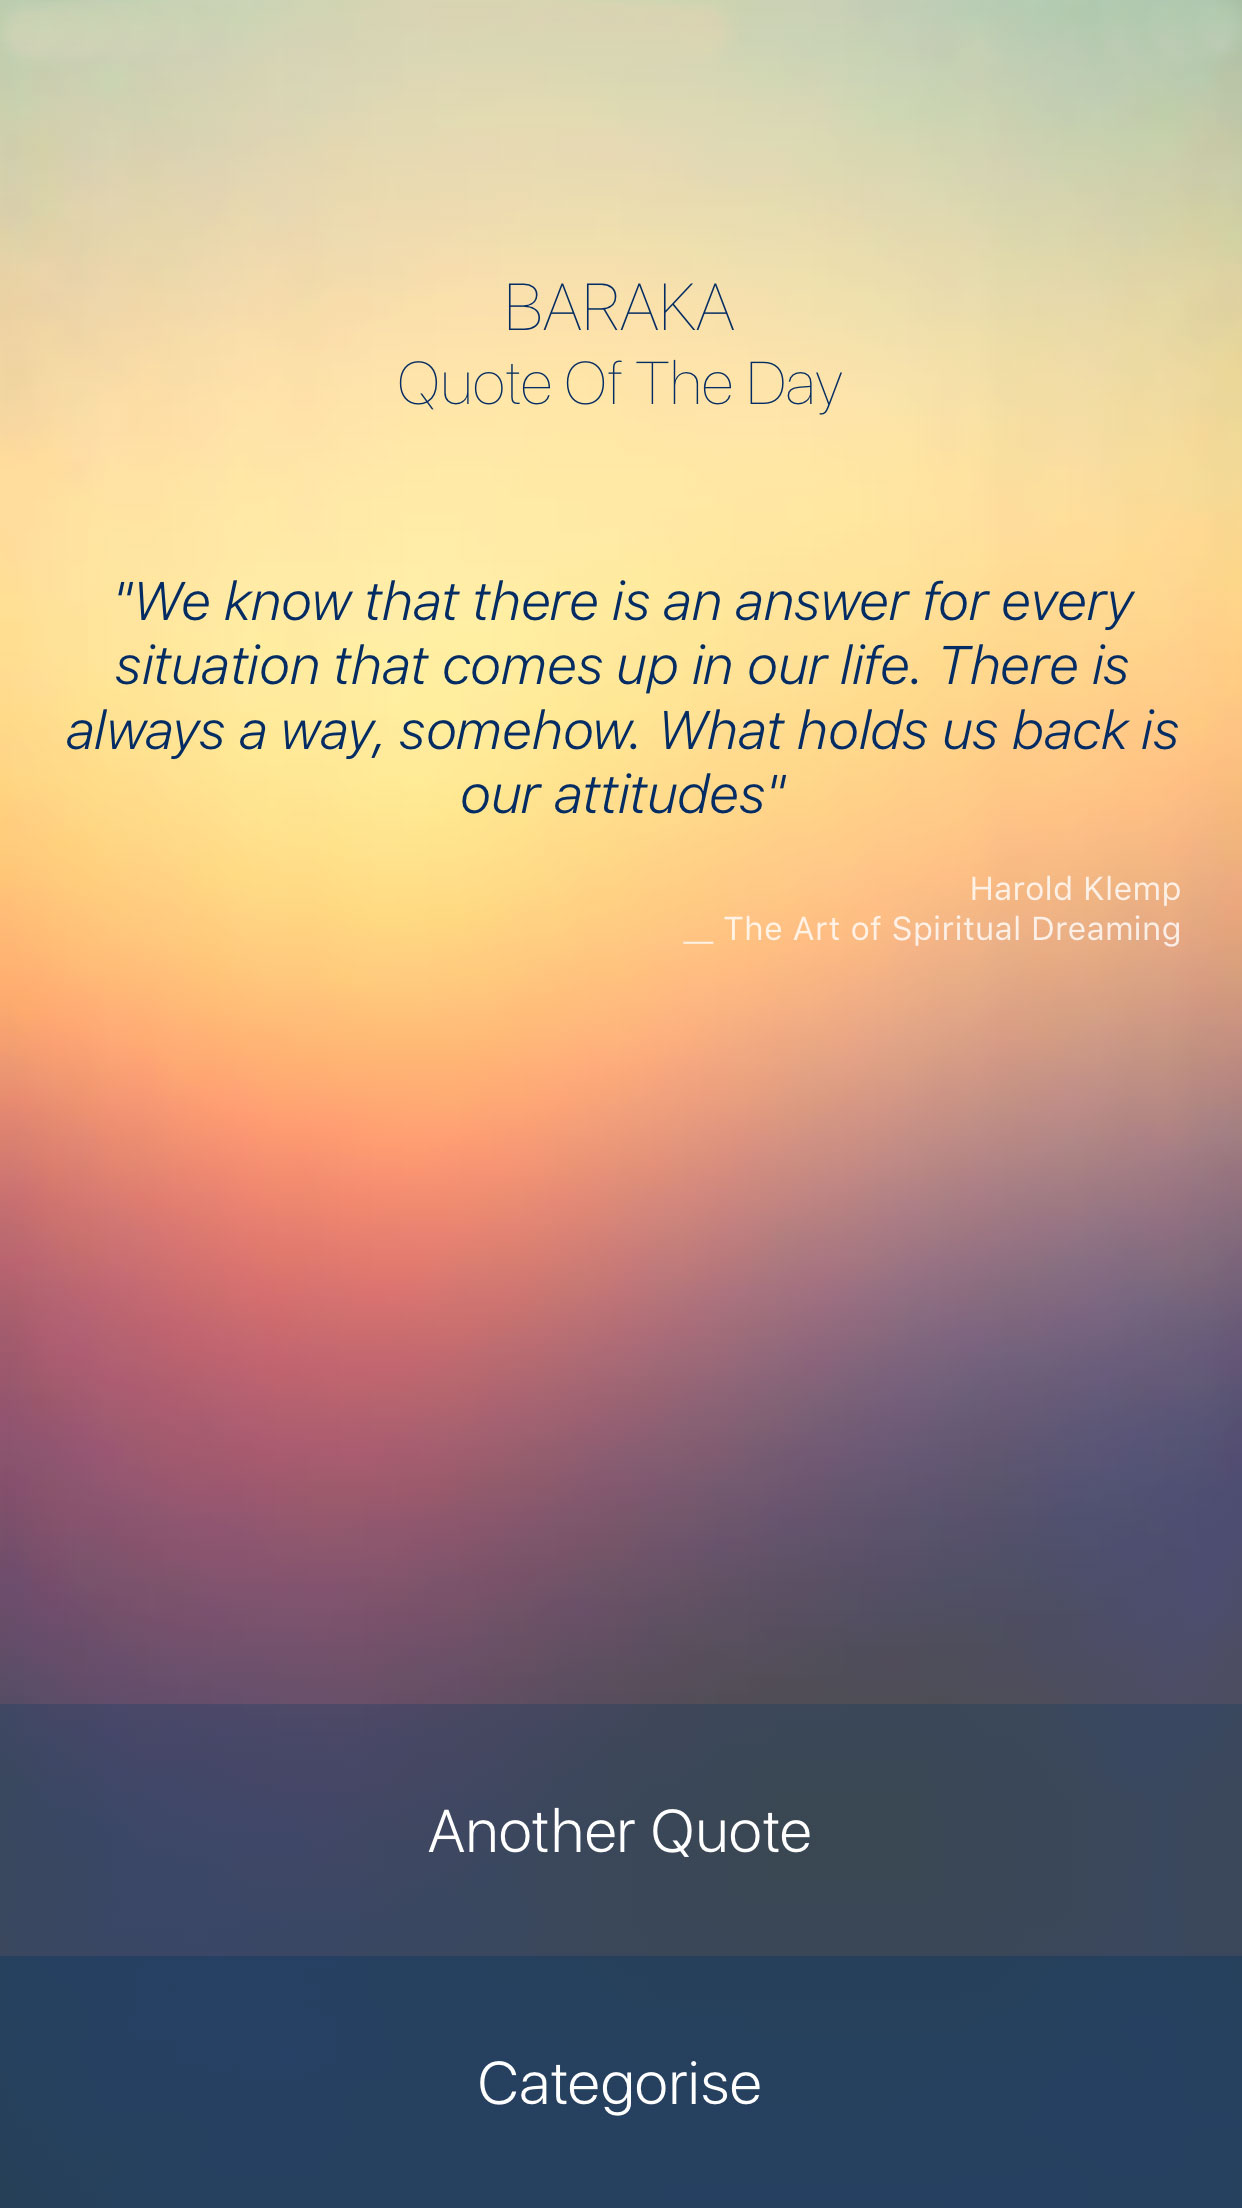 BARAKA
Quote Of The Day
"We know that there is an answer for every
situation that comes up in our life. There is
always a way, somehow. What holds us back is
our attitudes"
Harold Klemp
__ The Art of Spiritual Dreaming
Another Quote
Categorise